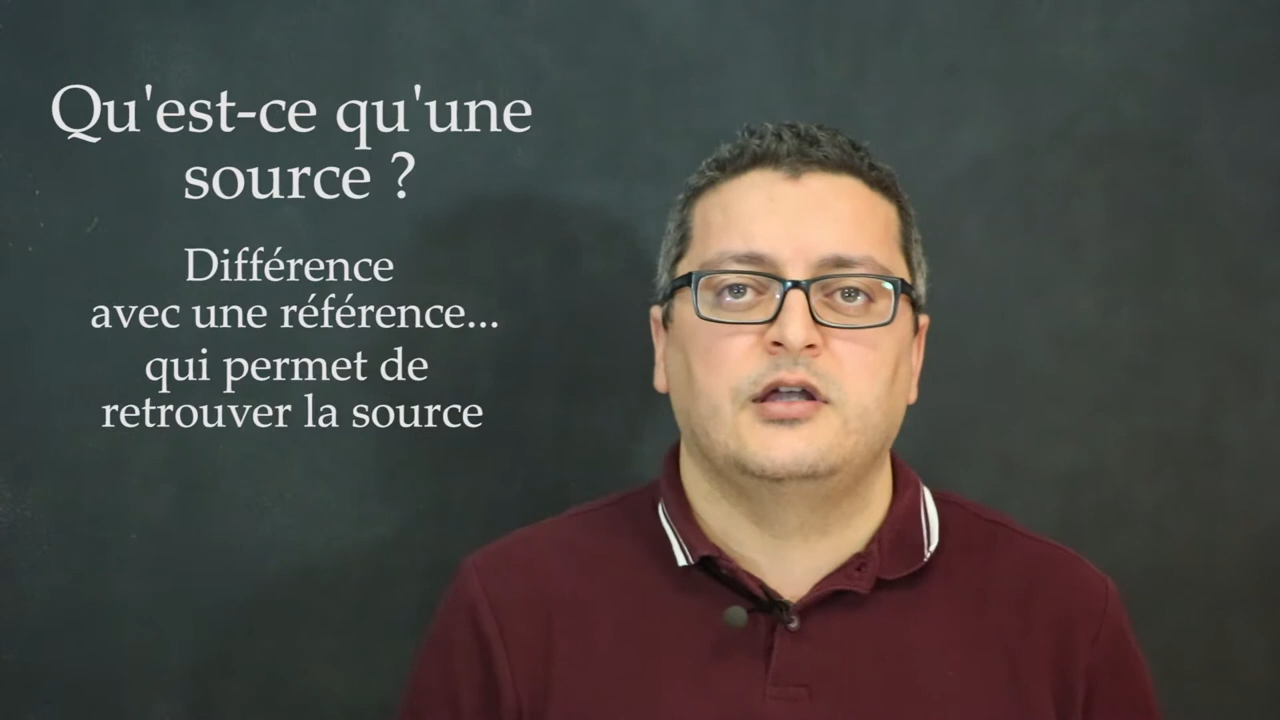 Qu'est-ce qu'une
source ?
Différence
avec une référence...
qui permet de
retrouver la source